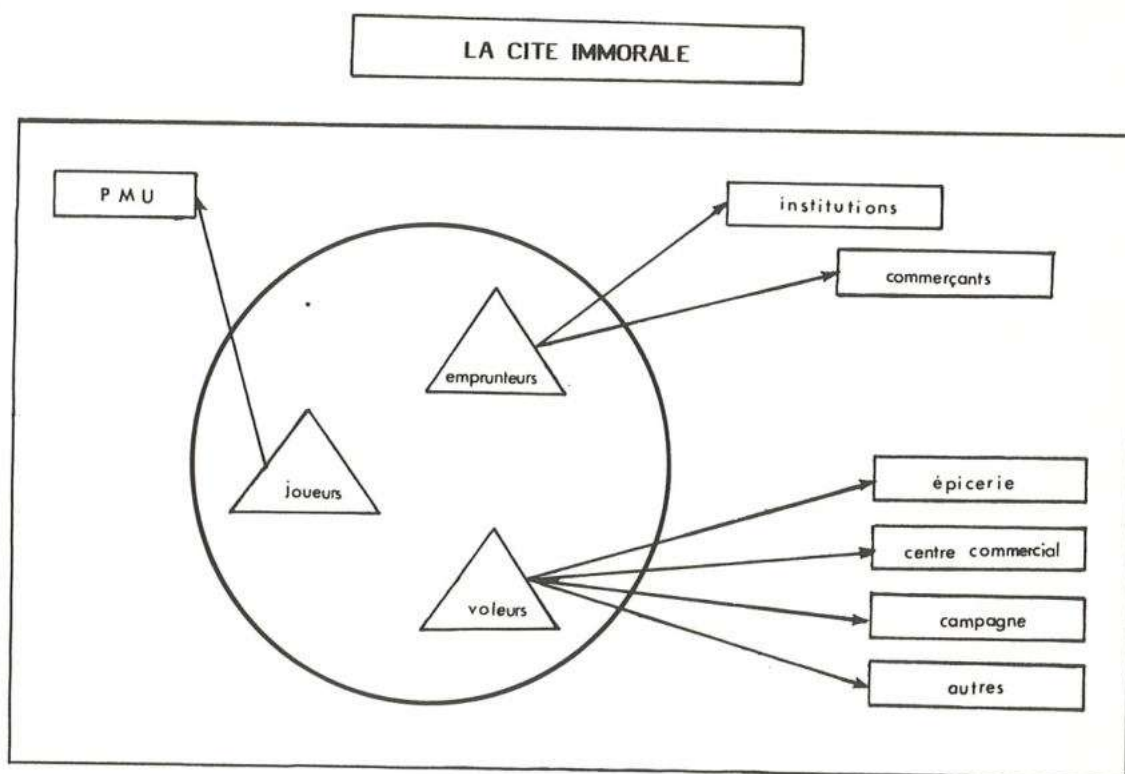 LA CITE IMMORALE
PMU
institutions
commerçants
emprunteurs
joueurs
épicerie
centre commercial
voleurs
campagne
autres